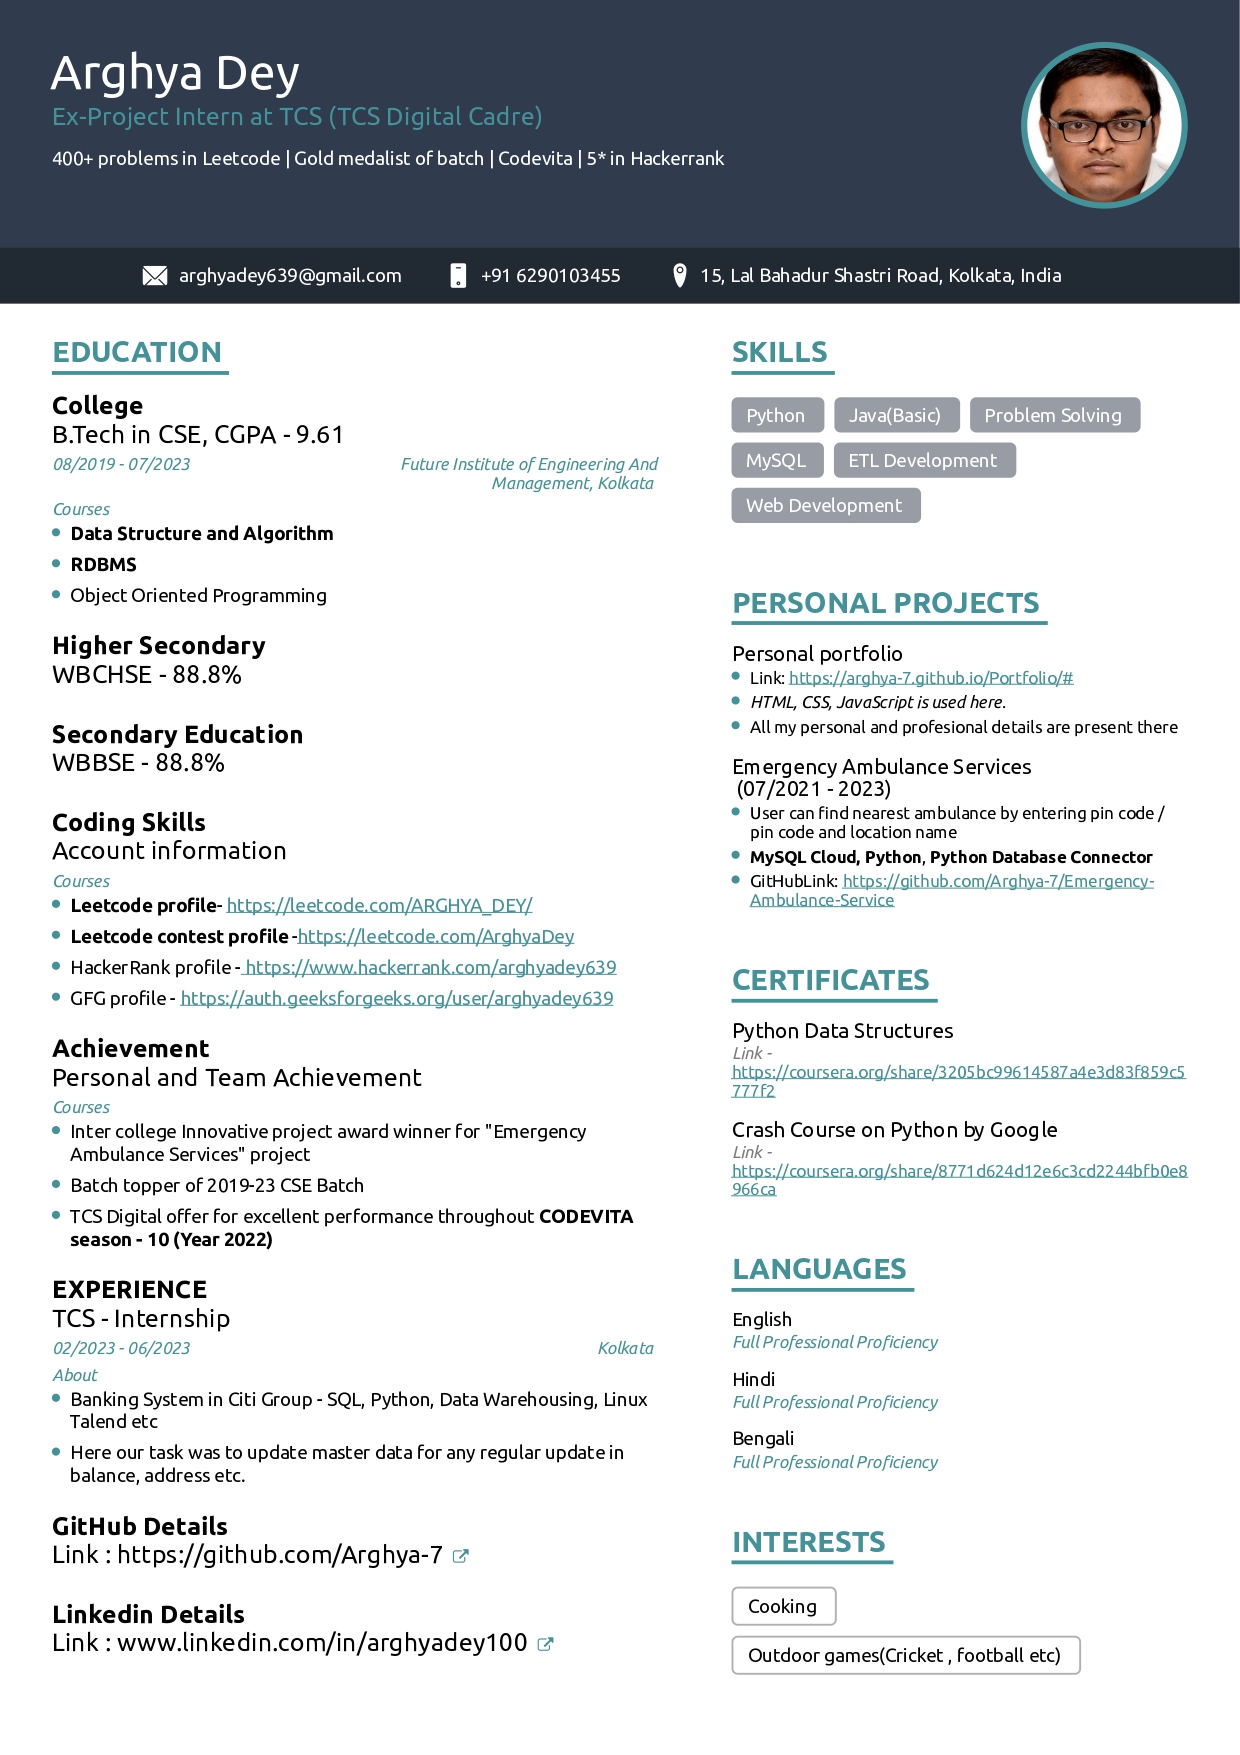 Arghya Dey
Ex-Project Intern at TCS (TCS Digital Cadre)
400+ problems in Leetcode | Gold medalist of batch | Codevita | 5* in Hackerrank
arghyadey639@gmail.com
+91 6290103455
15, Lal Bahadur Shastri Road, Kolkata, India
EDUCATION
College
B.Tech in CSE, CGPA - 9.61
08/2019 - 07/2023
Future Institute of Engineering And
Management, Kolkata
Courses
Data Structure and Algorithm
RDBMS
Object Oriented Programming
Higher Secondary
WBCHSE - 88.8%
Secondary Education
WBBSE - 88.8%
Coding Skills
Account information
Courses
Leetcode profile- https://leetcode.com/ARGHYA_DEY/
Leetcode contest profile -https://leetcode.com/ArghyaDey
HackerRank profile - https://www.hackerrank.com/arghyadey639
GFG profile - https://auth.geeksforgeeks.org/user/arghyadey639
Achievement
Personal and Team Achievement
Courses
Inter college Innovative project award winner for "Emergency
Ambulance Services" project
Batch topper of 2019-23 CSE Batch
TCS Digital offer for excellent performance throughout CODEVITA
season - 10 (Year 2022)
EXPERIENCE
TCS - Internship
02/2023 - 06/2023
Kolkata
About
Banking System in Citi Group - SQL, Python, Data Warehousing, Linux
Talend etc
Here our task was to update master data for any regular update in
balance, address etc.
GitHub Details
Link : https://github.com/Arghya-7
Linkedin Details
Link : www.linkedin.com/in/arghyadey100
SKILLS
Python
Java(Basic)
Problem Solving
MySQL
ETL Development
Web Development
PERSONAL PROJECTS
Personal portfolio
Link: https://arghya-7.github.io/Portfolio/#
HTML, CSS, JavaScript is used here.
All my personal and profesional details are present there
Emergency Ambulance Services
(07/2021 - 2023)
User can find nearest ambulance by entering pin code /
pin code and location name
MySQL Cloud, Python, Python Database Connector
GitHubLink: https://github.com/Arghya-7/Emergency-
Ambulance-Service
CERTIFICATES
Python Data Structures
Link -
https://coursera.org/share/3205bc99614587a4e3d83f859c5
777f2
Crash Course on Python by Google
Link -
https://coursera.org/share/8771d624d12e6c3cd2244bfb0e8
966ca
LANGUAGES
English
Full Professional Proficiency
Hindi
Full Professional Proficiency
Bengali
Full Professional Proficiency
INTERESTS
Cooking
Outdoor games(Cricket , football etc)